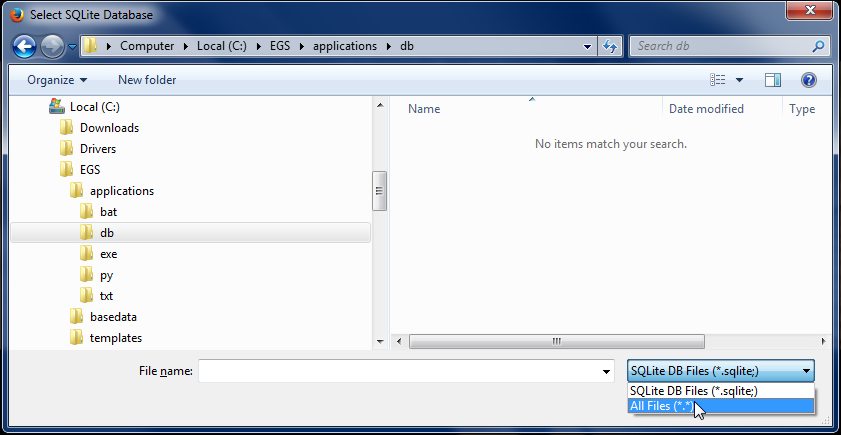 Select SQLite Database
Computer Local (C:) EGS applications db
Search db
Organize New folder
Local (C:)
Downloads
Drivers
EGS
applications
bat
db
exe
py
txt
basedata
templates
Name Date modified Type
No items match your search.
File name:
SQLite DB Files (*.sqlite;)
SQLite DB Files (*.sqlite;)
All Files (*.*)